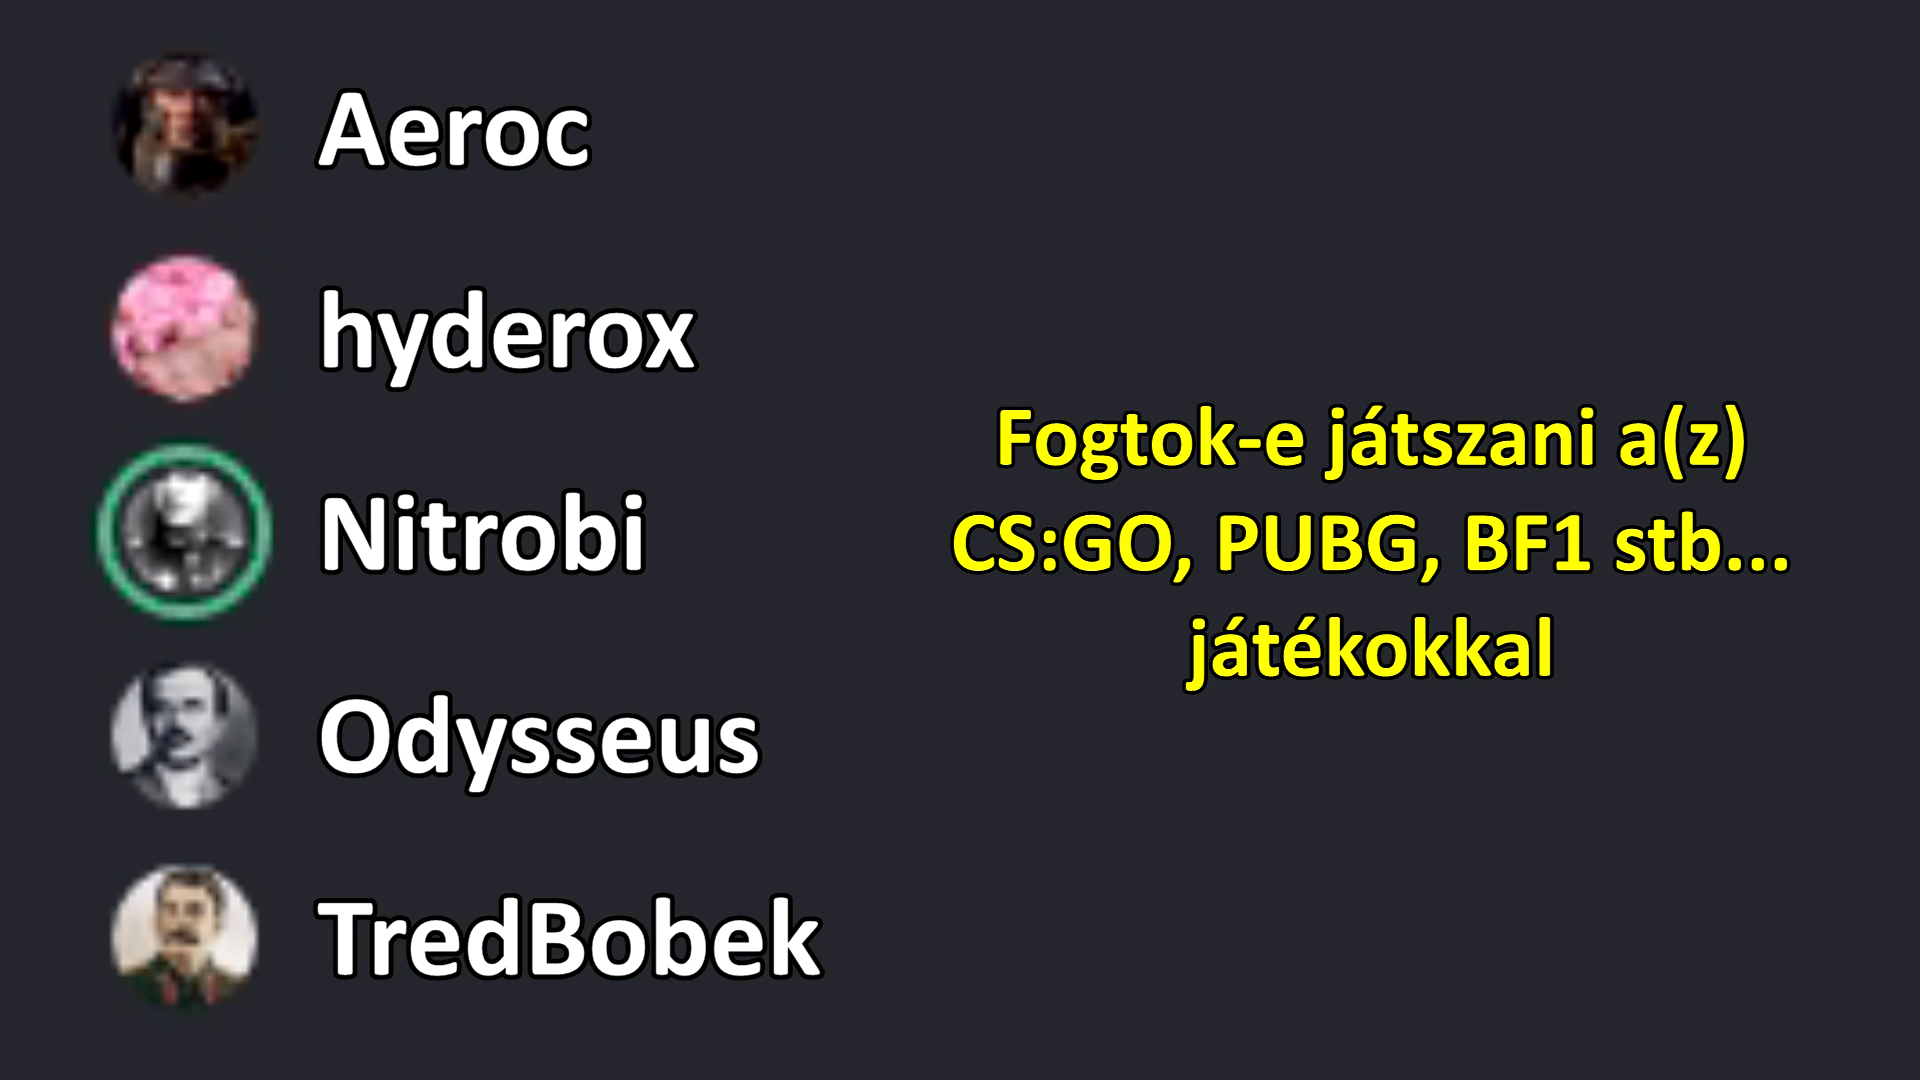 Aeroc
hyderox
Nitrobi
Odysseus
TredBobek
Fogtok-e játszani a(z)
CS:GO, PUBG, BF1 stb...
játékokkal